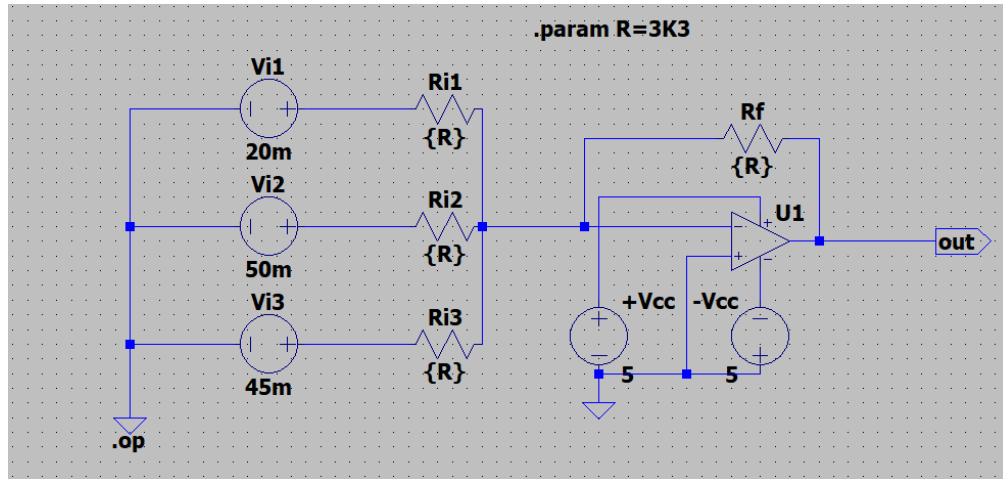 .param R=3K3
Vi1
Ri1
{R}
20m
Rf
{R}
Vi2
Ri2
{R}
50m
U1
out
Vi3
Ri3
{R}
45m
+Vcc
-Vcc
5
5
.op